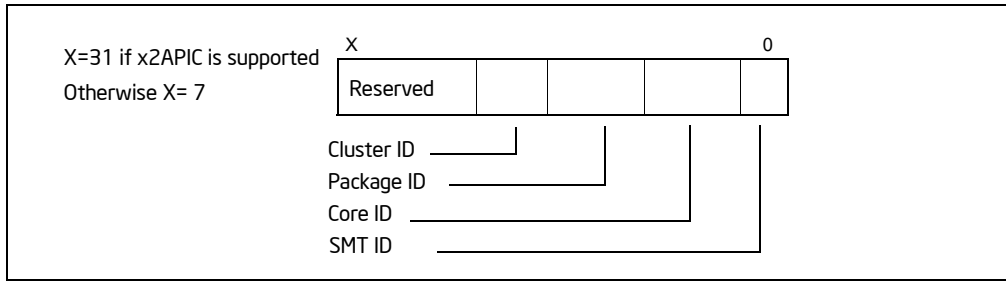 X=31 if x2APIC is supported
Otherwise X= 7
X 0
Reserved
Cluster ID
Package ID
Core ID
SMT ID